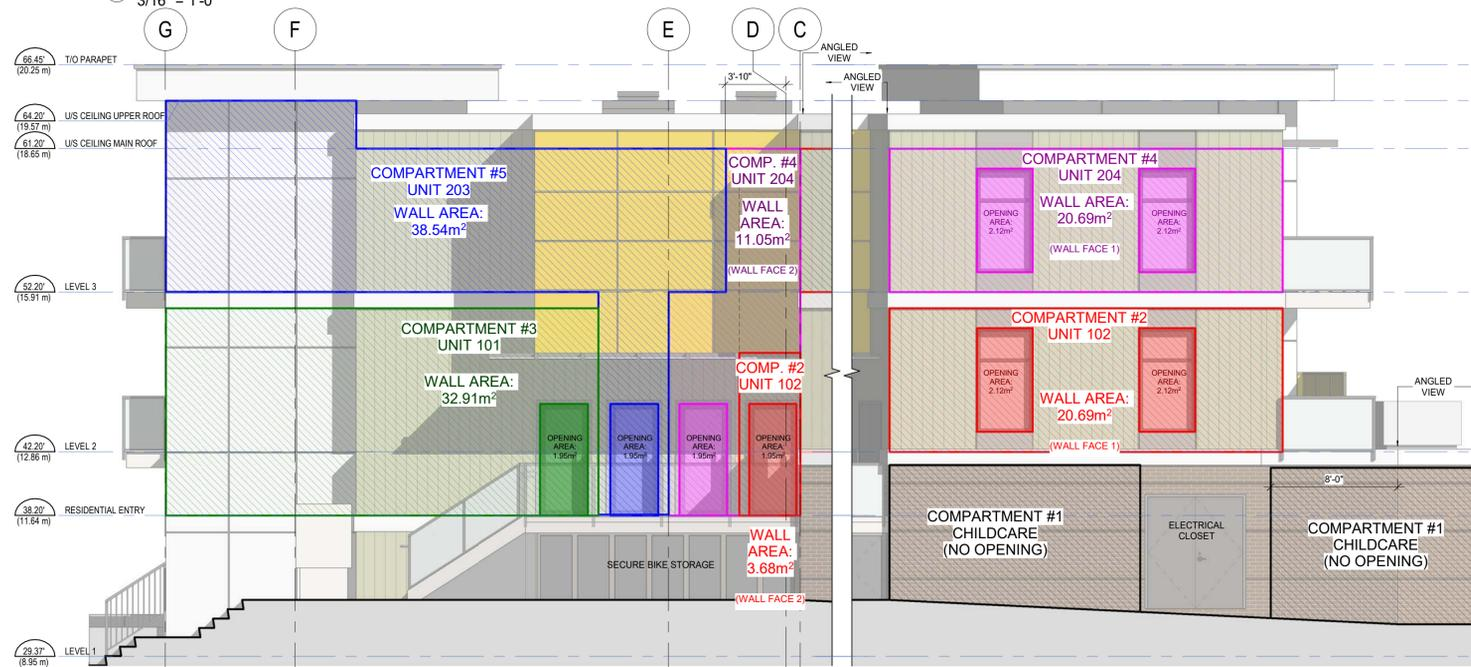 3/16" = 1'-0"
G
F
E
D
C
66.45'
(20.25 m)
T/O PARAPET
ANGLED
VIEW
3'-10"
ANGLED
VIEW
64.20'
(19.57 m)
U/S CEILING UPPER ROOF
61.20'
(18.65 m)
U/S CEILING MAIN ROOF
COMPARTMENT #5
UNIT 203
WALL AREA:
38.54m²
COMP. #4
UNIT 204
WALL
AREA:
11.05m²
(WALL FACE 2)
COMPARTMENT #4
UNIT 204
WALL AREA:
20.69m²
(WALL FACE 1)
OPENING
AREA:
2.12m²
OPENING
AREA:
2.12m²
52.20'
(15.91 m)
LEVEL 3
COMPARTMENT #3
UNIT 101
WALL AREA:
32.91m²
COMP. #2
UNIT 102
COMPARTMENT #2
UNIT 102
OPENING
AREA:
2.12m²
OPENING
AREA:
2.12m²
WALL AREA:
20.69m²
(WALL FACE 1)
ANGLED
VIEW
OPENING
AREA:
1.95m²
OPENING
AREA:
1.95m²
OPENING
AREA:
1.95m²
OPENING
AREA:
1.95m²
42.20'
(12.86 m)
LEVEL 2
8'-0"
38.20'
(11.64 m)
RESIDENTIAL ENTRY
COMPARTMENT #1
CHILDCARE
(NO OPENING)
ELECTRICAL
CLOSET
COMPARTMENT #1
CHILDCARE
(NO OPENING)
WALL
AREA:
3.68m²
(WALL FACE 2)
SECURE BIKE STORAGE
29.37'
(8.95 m)
LEVEL 1